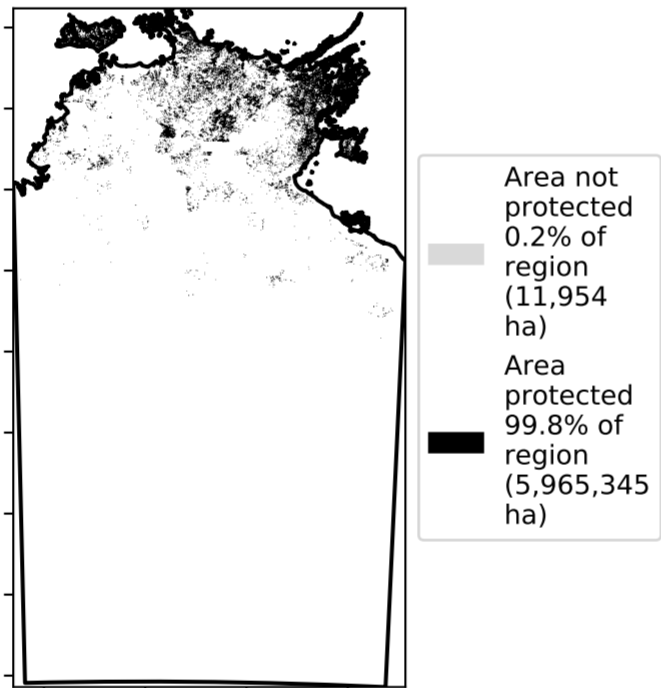 Area not
protected
0.2% of
region
(11,954
ha)
Area
protected
99.8% of
region
(5,965,345
ha)